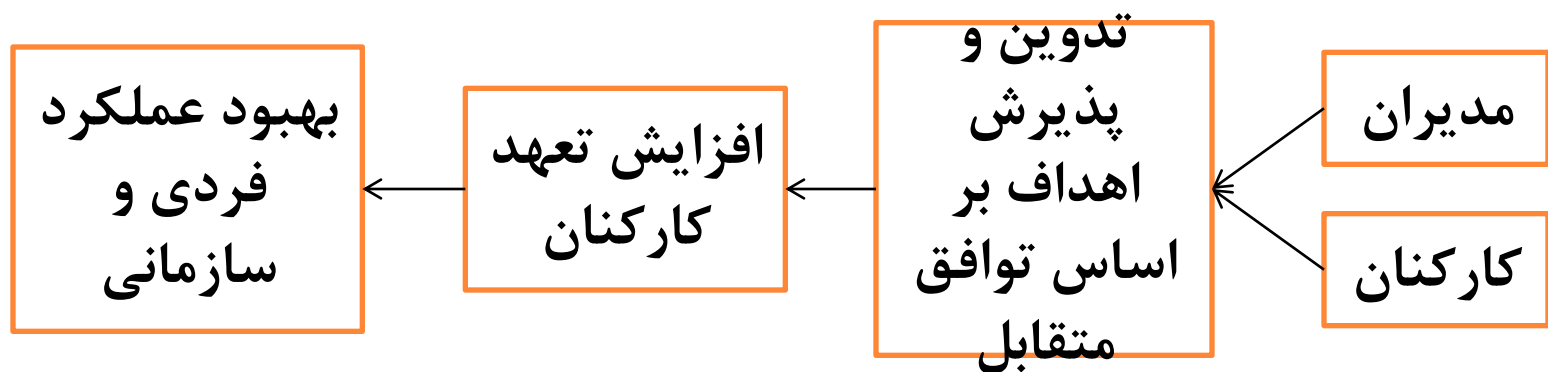 مدیران
کارکنان
تدوین و
پذیرش
اهداف بر
اساس توافق
متقابل
افزایش تعهد
کارکنان
بهبود عملکرد
فردی و
سازمانی